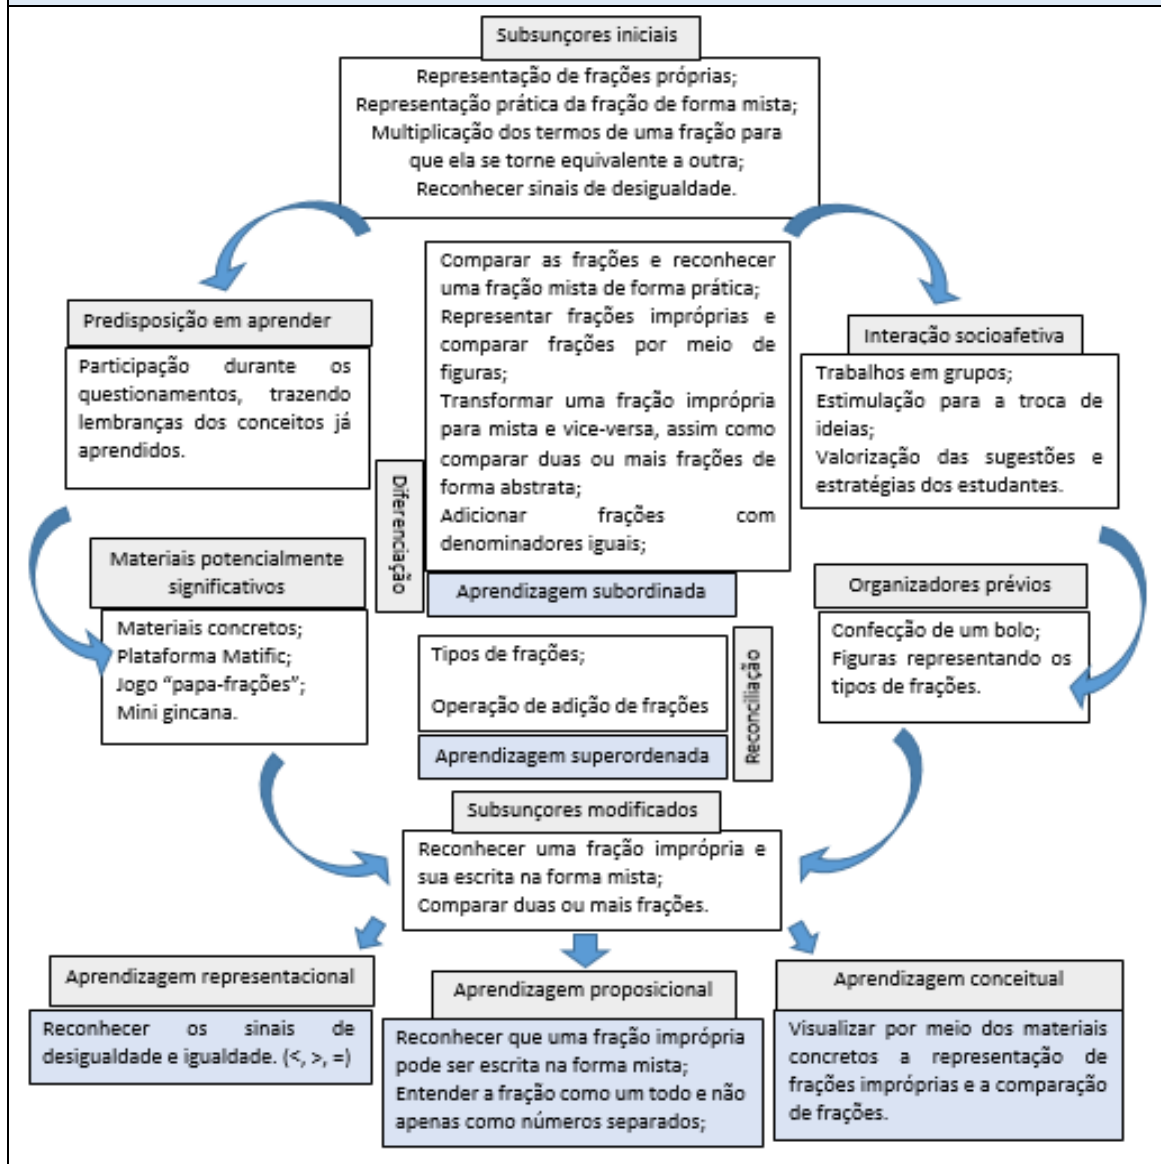 Subsunçores iniciais
Representação de frações próprias;
Representação prática da fração de forma mista;
Multiplicação dos termos de uma fração para
que ela se torne equivalente a outra;
Reconhecer sinais de desigualdade.
Predisposição em aprender
Participação durante os
questionamentos, trazendo
lembranças dos conceitos já
aprendidos.
Comparar as frações e reconhecer
uma fração mista de forma prática;
Representar frações impróprias e
comparar frações por meio de
figuras;
Transformar uma fração imprópria
para mista e vice-versa, assim como
comparar duas ou mais frações de
forma abstrata;
Adicionar frações com
denominadores iguais;
Diferenciação
Aprendizagem subordinada
Interação socioafetiva
Trabalhos em grupos;
Estimulação para a troca de
ideias;
Valorização das sugestões e
estratégias dos estudantes.
Materiais potencialmente
significativos
Materiais concretos;
Plataforma Matific;
Jogo “papa-frações”;
Mini gincana.
Tipos de frações;
Operação de adição de frações
Reconciliação
Aprendizagem superordenada
Organizadores prévios
Confecção de um bolo;
Figuras representando os
tipos de frações.
Subsunçores modificados
Reconhecer uma fração imprópria e
sua escrita na forma mista;
Comparar duas ou mais frações.
Aprendizagem representacional
Reconhecer os sinais de
desigualdade e igualdade. (<, >, =)
Aprendizagem proposicional
Reconhecer que uma fração imprópria
pode ser escrita na forma mista;
Entender a fração como um todo e não
apenas como números separados;
Aprendizagem conceitual
Visualizar por meio dos materiais
concretos a representação de
frações impróprias e a comparação
de frações.